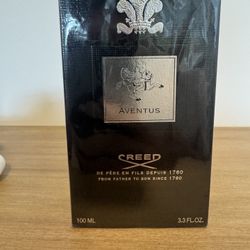 AVENTUS
CREED
DE PÈRE EN FILS DEPUIS 1760
FROM FATHER TO SON SINCE 1760
100 ML
3.3 FL.OZ.